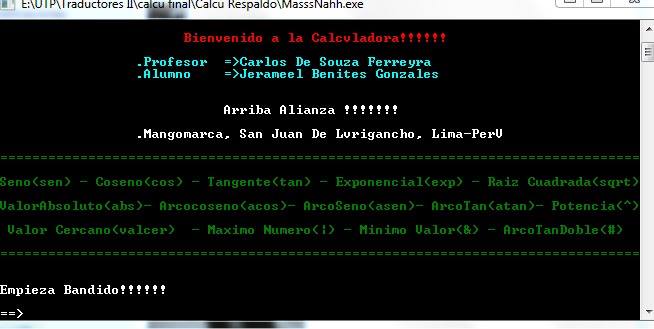 E:\UTP\Traductores II\calcu final\Calcu Respaldo\MasssNahh.exe
Bienvenido a la Calcvladora!!!!!!
.Profesor =>Carlos De Souza Ferreyra
.Alumno =>Jerameel Benites Gonzales
Arriba Alianza !!!!!!!
.Mangomarca, San Juan De Lvrigancho, Lima-PerV
================================================================================
Seno(sen) - Coseno(cos) - Tangente(tan) - Exponencial(exp) - Raiz Cuadrada(sqrt)
ValorAbsoluto(abs)- Arcocoseno(acos)- ArcoSeno(asen)- ArcoTan(atan)- Potencia(^)
Valor Cercano(valcer) - Maximo Numero(¦) - Minimo Valor(&) - ArcoTanDoble(#)
================================================================================
Empieza Bandido!!!!!!
==>